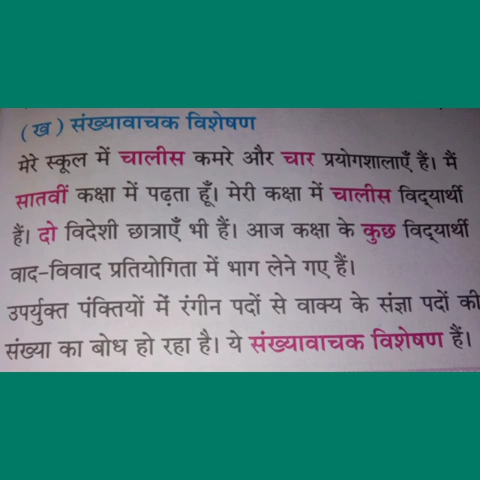 (ख) संख्यावाचक विशेषण
मेरे स्कूल में चालीस कमरे और चार प्रयोगशालाएँ हैं। मैं
सातवीं कक्षा में पढ़ता हूँ। मेरी कक्षा में चालीस विद्यार्थी
हैं। दो विदेशी छात्राएँ भी हैं। आज कक्षा के कुछ विद्यार्थी
वाद-विवाद प्रतियोगिता में भाग लेने गए हैं।
उपर्युक्त पंक्तियों में रंगीन पदों से वाक्य के संज्ञा पदों की
संख्या का बोध हो रहा है। ये संख्यावाचक विशेषण हैं।